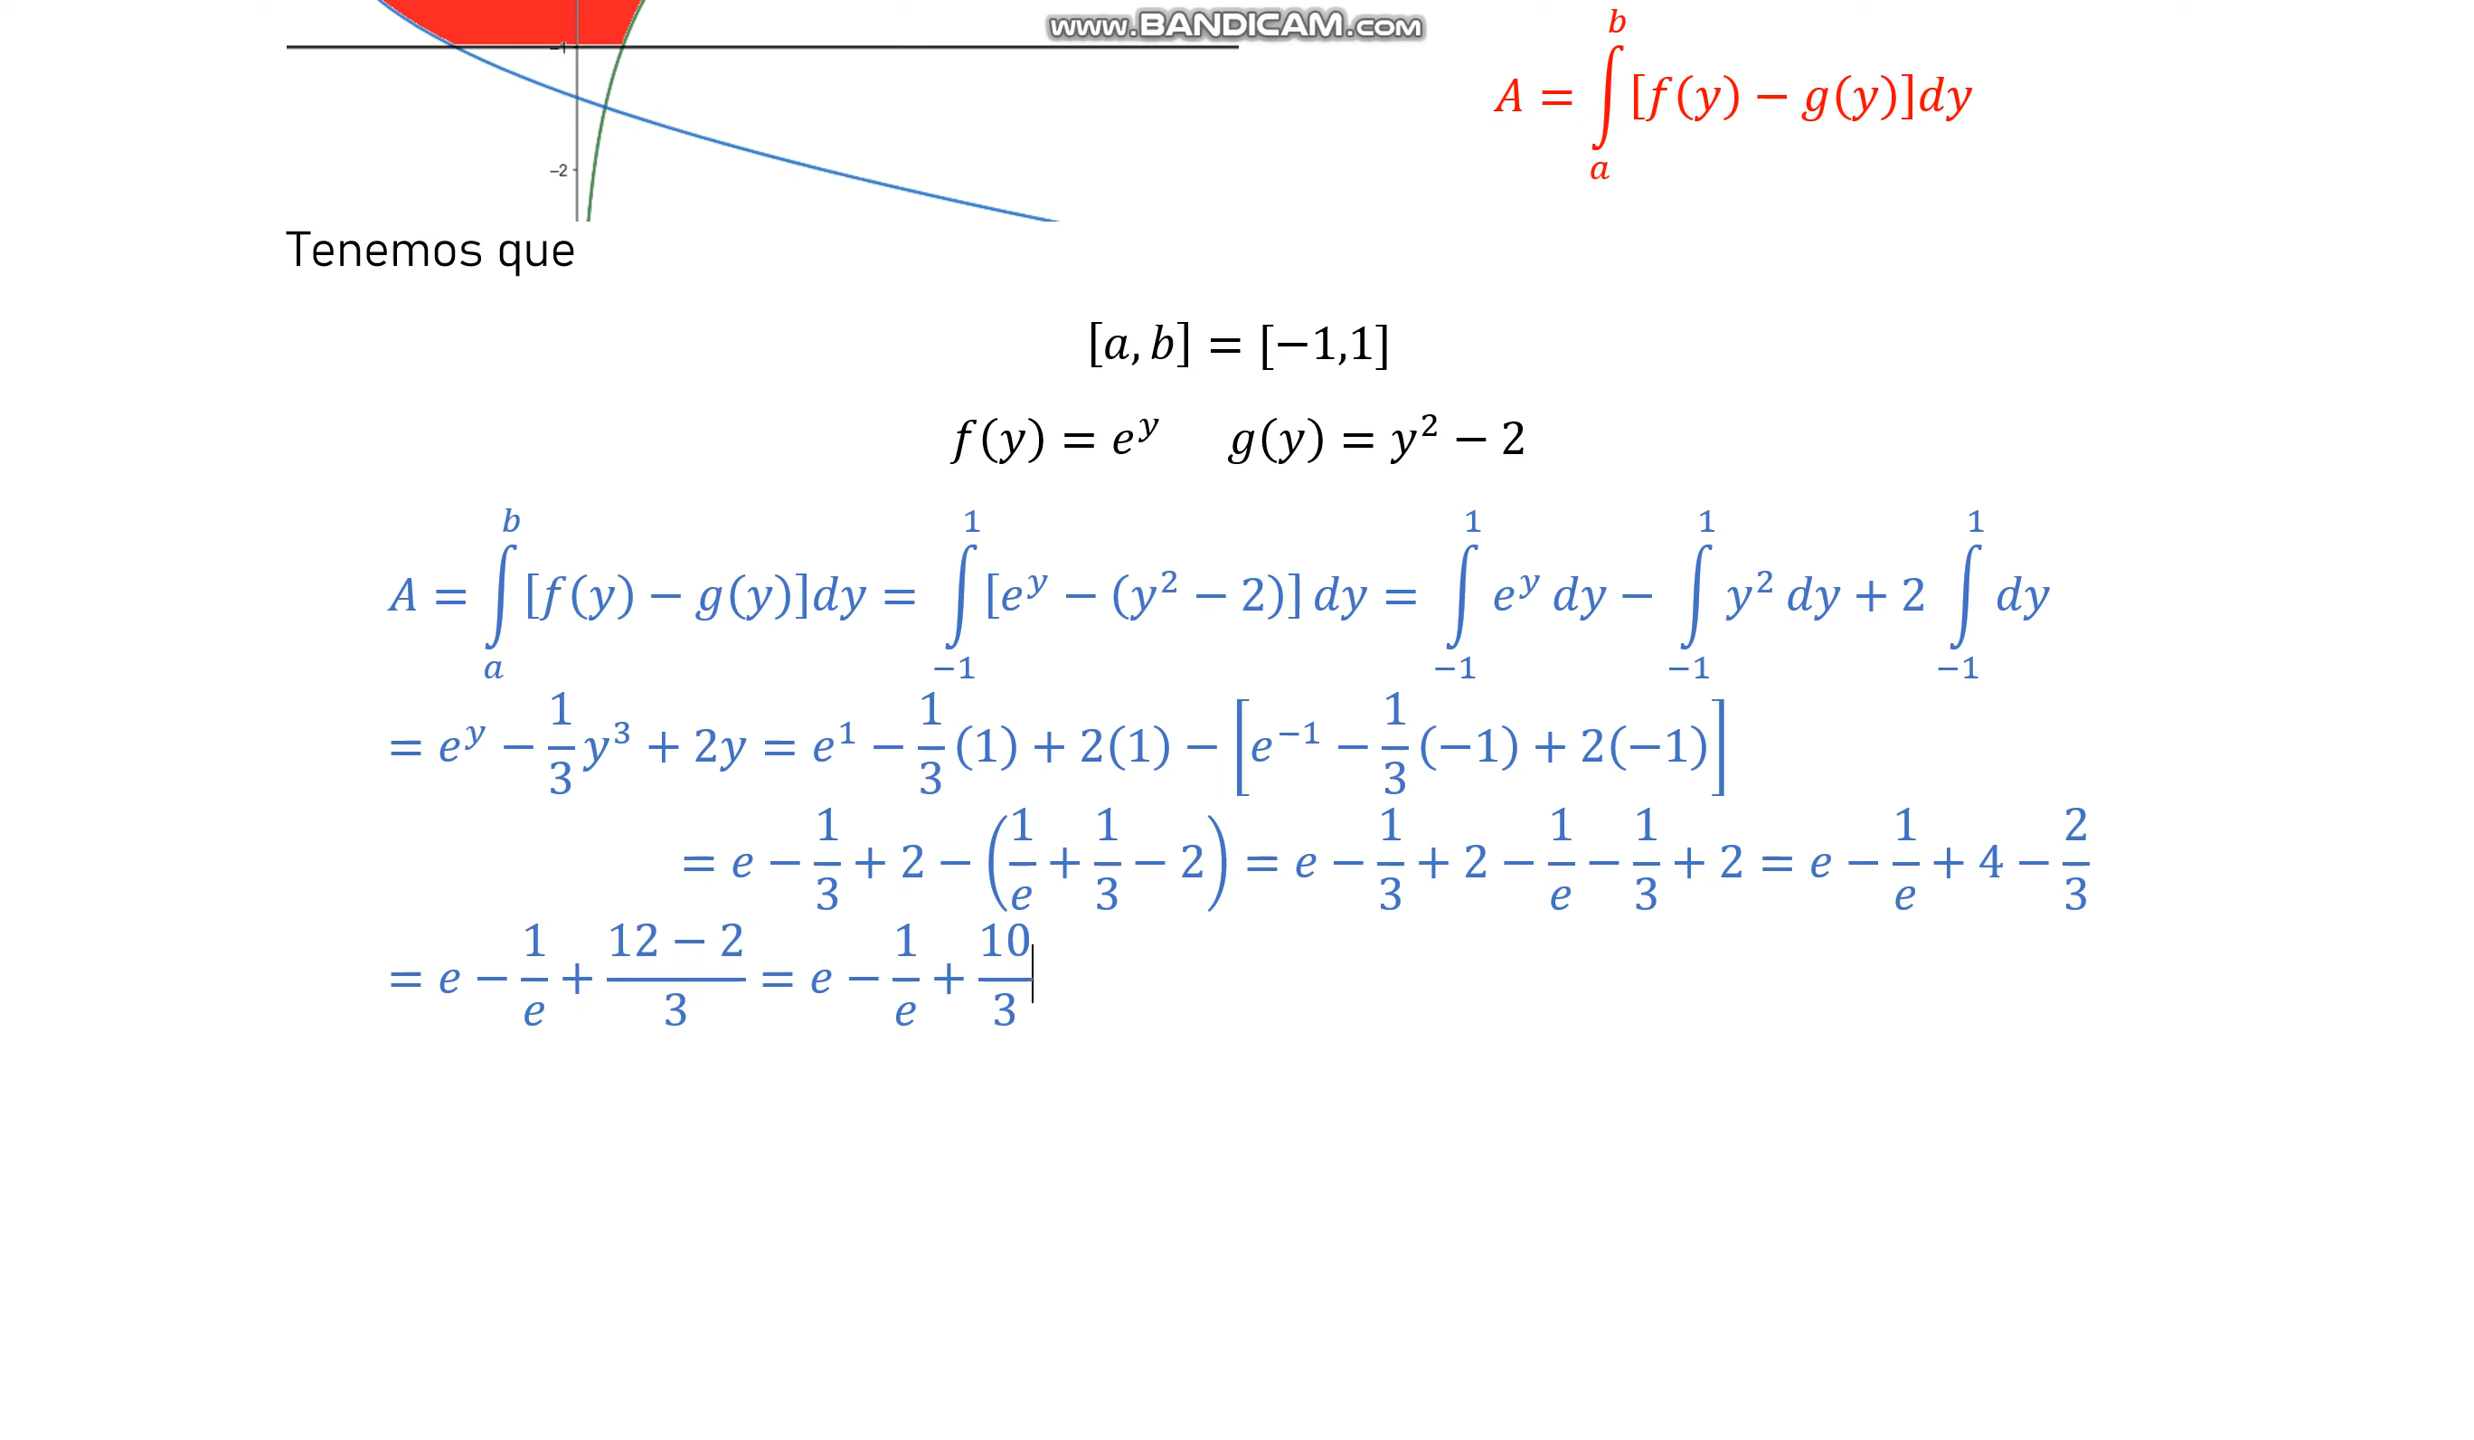 www.BANDICAM.com
−1
−2
A = ∫_a^b [f(y) − g(y)]dy
Tenemos que
[a, b] = [−1,1]
f(y) = e^y   g(y) = y² − 2
A = ∫_a^b [f(y) − g(y)]dy = ∫_{−1}^1 [e^y − (y² − 2)] dy = ∫_{−1}^1 e^y dy − ∫_{−1}^1 y² dy + 2 ∫_{−1}^1 dy
= e^y − 1/3 y³ + 2y = e¹ − 1/3 (1) + 2(1) − [e^{−1} − 1/3 (−1) + 2(−1)]
= e − 1/3 + 2 − (1/e + 1/3 − 2) = e − 1/3 + 2 − 1/e − 1/3 + 2 = e − 1/e + 4 − 2/3
= e − 1/e + (12 − 2)/3 = e − 1/e + 10/3